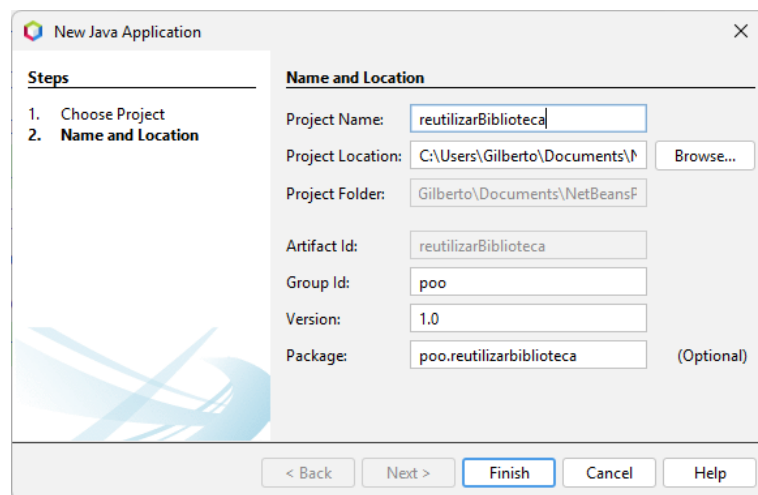 New Java Application
Steps
1. Choose Project
2. Name and Location
Name and Location
Project Name: reutilizarBiblioteca
Project Location: C:\Users\Gilberto\Documents\N Browse...
Project Folder: Gilberto\Documents\NetBeansP
Artifact Id: reutilizarBiblioteca
Group Id: poo
Version: 1.0
Package: poo.reutilizarbiblioteca (Optional)
< Back Next > Finish Cancel Help